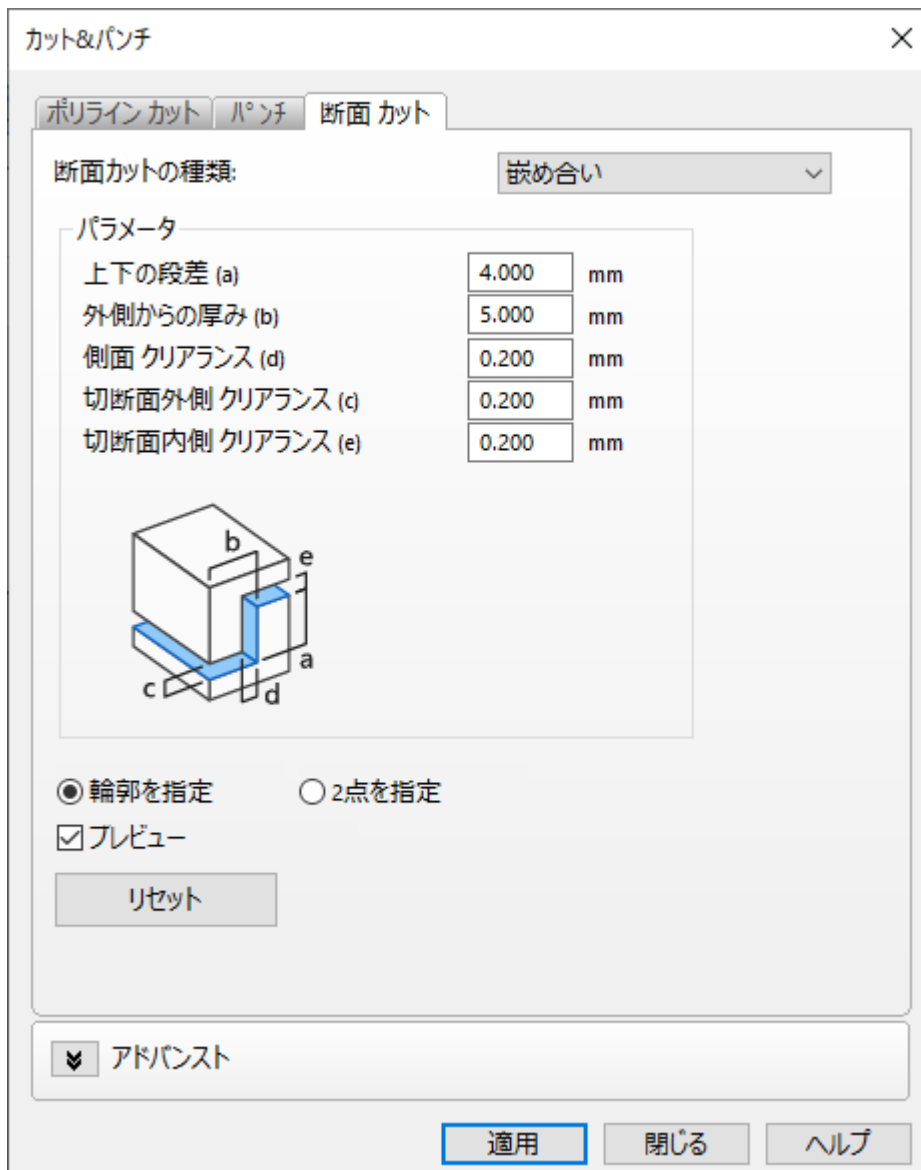 カット&パンチ
ポリライン カット パンチ 断面 カット
断面カットの種類: 嵌め合い
パラメータ
上下の段差 (a) 4.000 mm
外側からの厚み (b) 5.000 mm
側面 クリアランス (d) 0.200 mm
切断面外側 クリアランス (c) 0.200 mm
切断面内側 クリアランス (e) 0.200 mm
b
e
a
c
d
輪郭を指定 2点を指定
プレビュー
リセット
アドバンスト
適用 閉じる ヘルプ